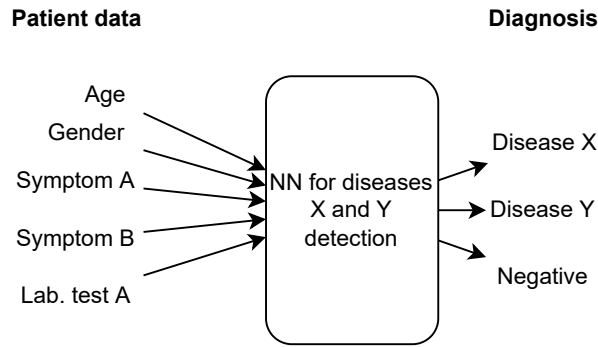 Patient data
Diagnosis
Age
Gender
Symptom A
Symptom B
Lab. test A
NN for diseases
X and Y
detection
Disease X
Disease Y
Negative